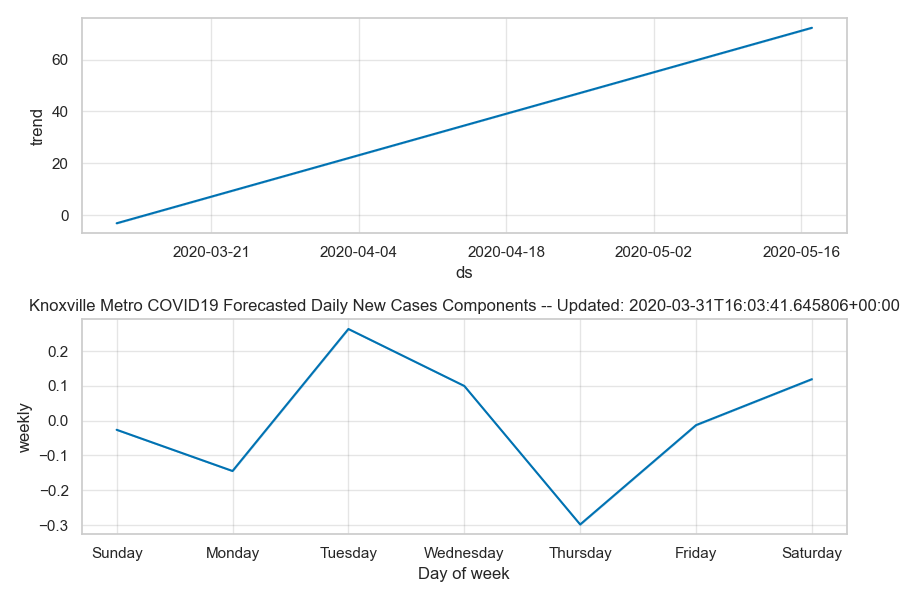 60
40
20
0
trend
2020-03-21 2020-04-04 2020-04-18 2020-05-02 2020-05-16
ds
Knoxville Metro COVID19 Forecasted Daily New Cases Components -- Updated: 2020-03-31T16:03:41.645806+00:00
0.2
0.1
0.0
−0.1
−0.2
−0.3
weekly
Sunday Monday Tuesday Wednesday Thursday Friday Saturday
Day of week